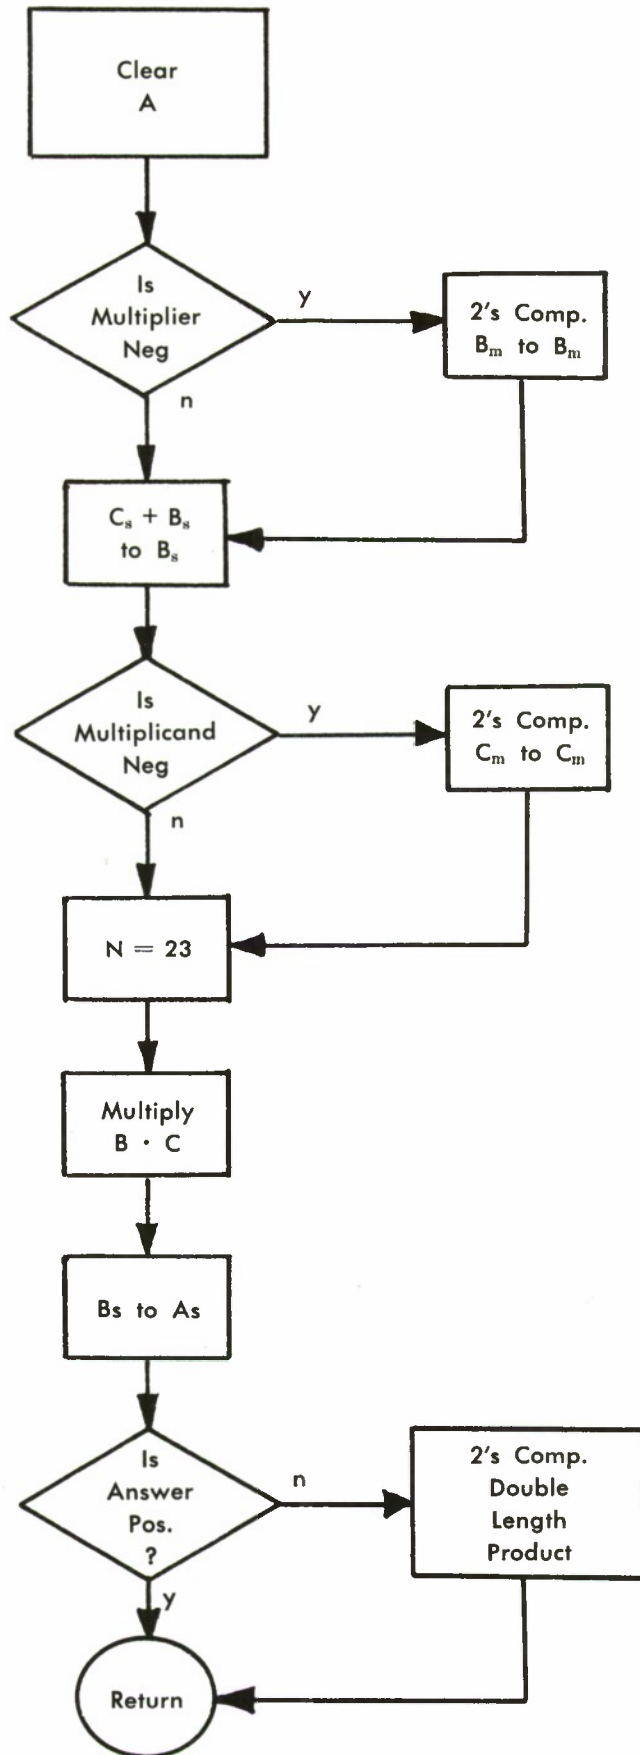 Clear
A
Is
Multiplier
Neg
y
2's Comp.
Bₘ to Bₘ
n
Cₛ + Bₛ
to Bₛ
Is
Multiplicand
Neg
y
2's Comp.
Cₘ to Cₘ
n
N = 23
Multiply
B · C
Bs to As
Is
Answer
Pos.
?
n
2's Comp.
Double
Length
Product
y
Return